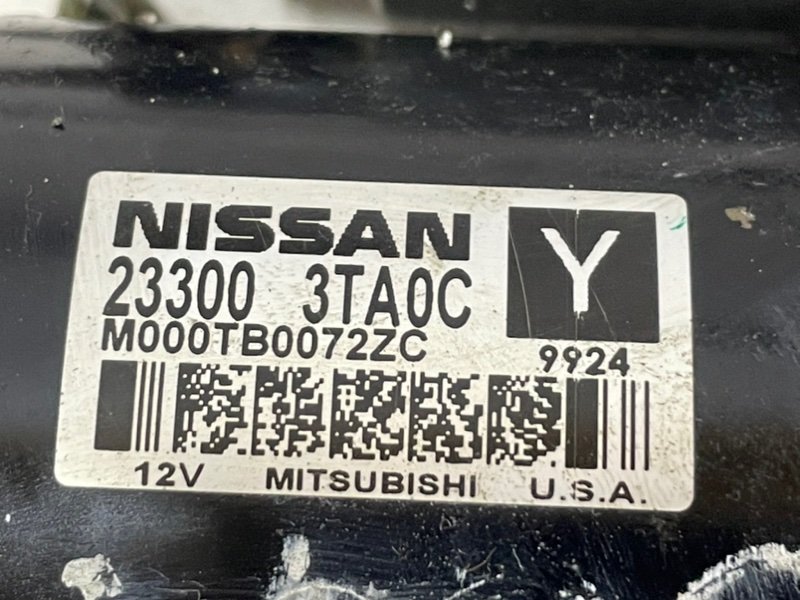 NISSAN
Y
23300 3TA0C
M000TB0072ZC
9924
12V MITSUBISHI U.S.A.